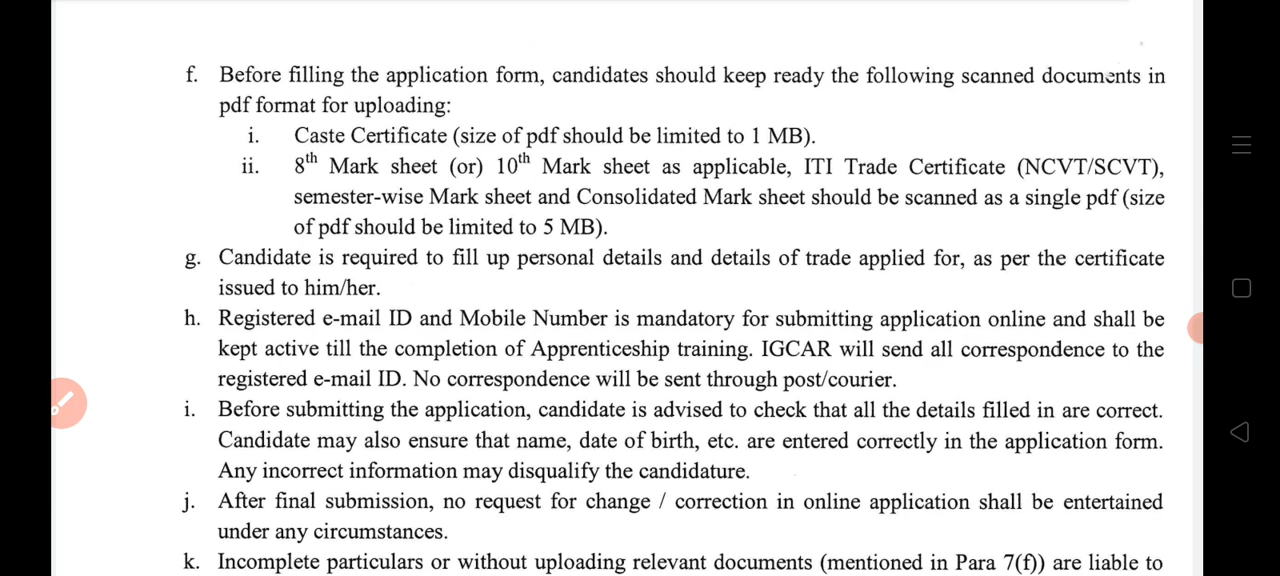 f. Before filling the application form, candidates should keep ready the following scanned documents in
pdf format for uploading:
i. Caste Certificate (size of pdf should be limited to 1 MB).
ii. 8th Mark sheet (or) 10th Mark sheet as applicable, ITI Trade Certificate (NCVT/SCVT),
semester-wise Mark sheet and Consolidated Mark sheet should be scanned as a single pdf (size
of pdf should be limited to 5 MB).
g. Candidate is required to fill up personal details and details of trade applied for, as per the certificate
issued to him/her.
h. Registered e-mail ID and Mobile Number is mandatory for submitting application online and shall be
kept active till the completion of Apprenticeship training. IGCAR will send all correspondence to the
registered e-mail ID. No correspondence will be sent through post/courier.
i. Before submitting the application, candidate is advised to check that all the details filled in are correct.
Candidate may also ensure that name, date of birth, etc. are entered correctly in the application form.
Any incorrect information may disqualify the candidature.
j. After final submission, no request for change / correction in online application shall be entertained
under any circumstances.
k. Incomplete particulars or without uploading relevant documents (mentioned in Para 7(f)) are liable to